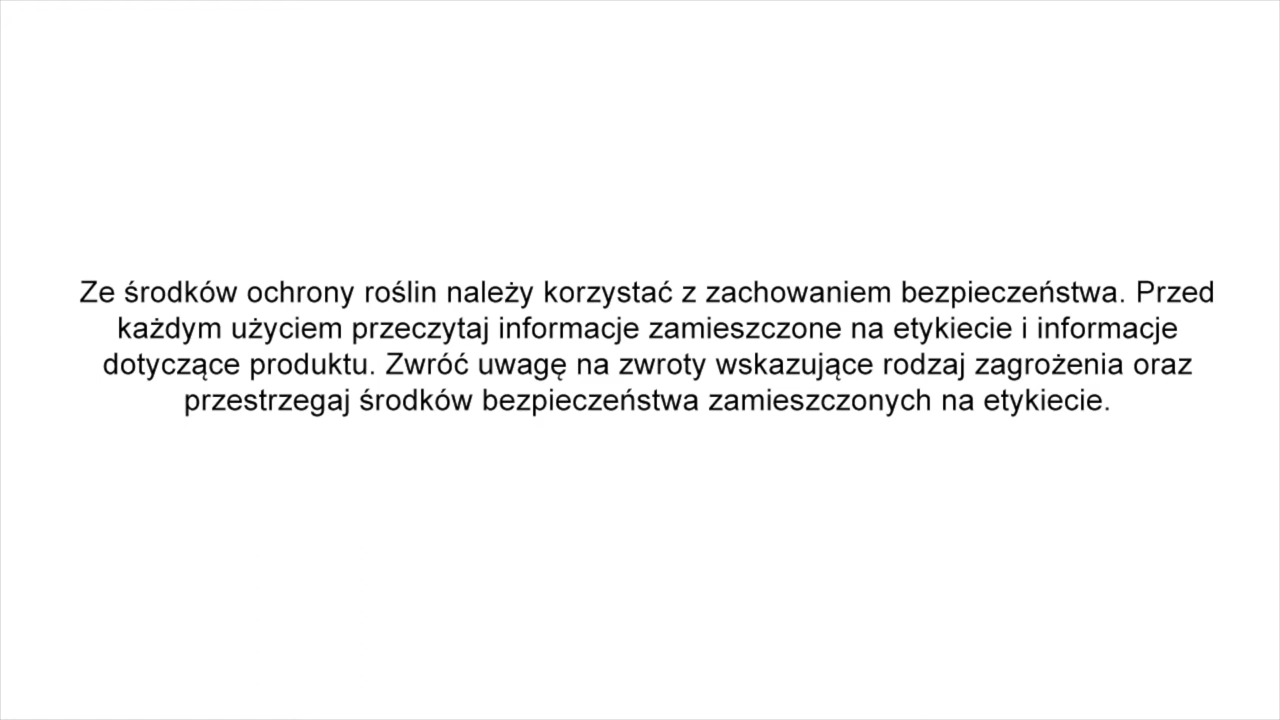 Ze środków ochrony roślin należy korzystać z zachowaniem bezpieczeństwa. Przed
każdym użyciem przeczytaj informacje zamieszczone na etykiecie i informacje
dotyczące produktu. Zwróć uwagę na zwroty wskazujące rodzaj zagrożenia oraz
przestrzegaj środków bezpieczeństwa zamieszczonych na etykiecie.